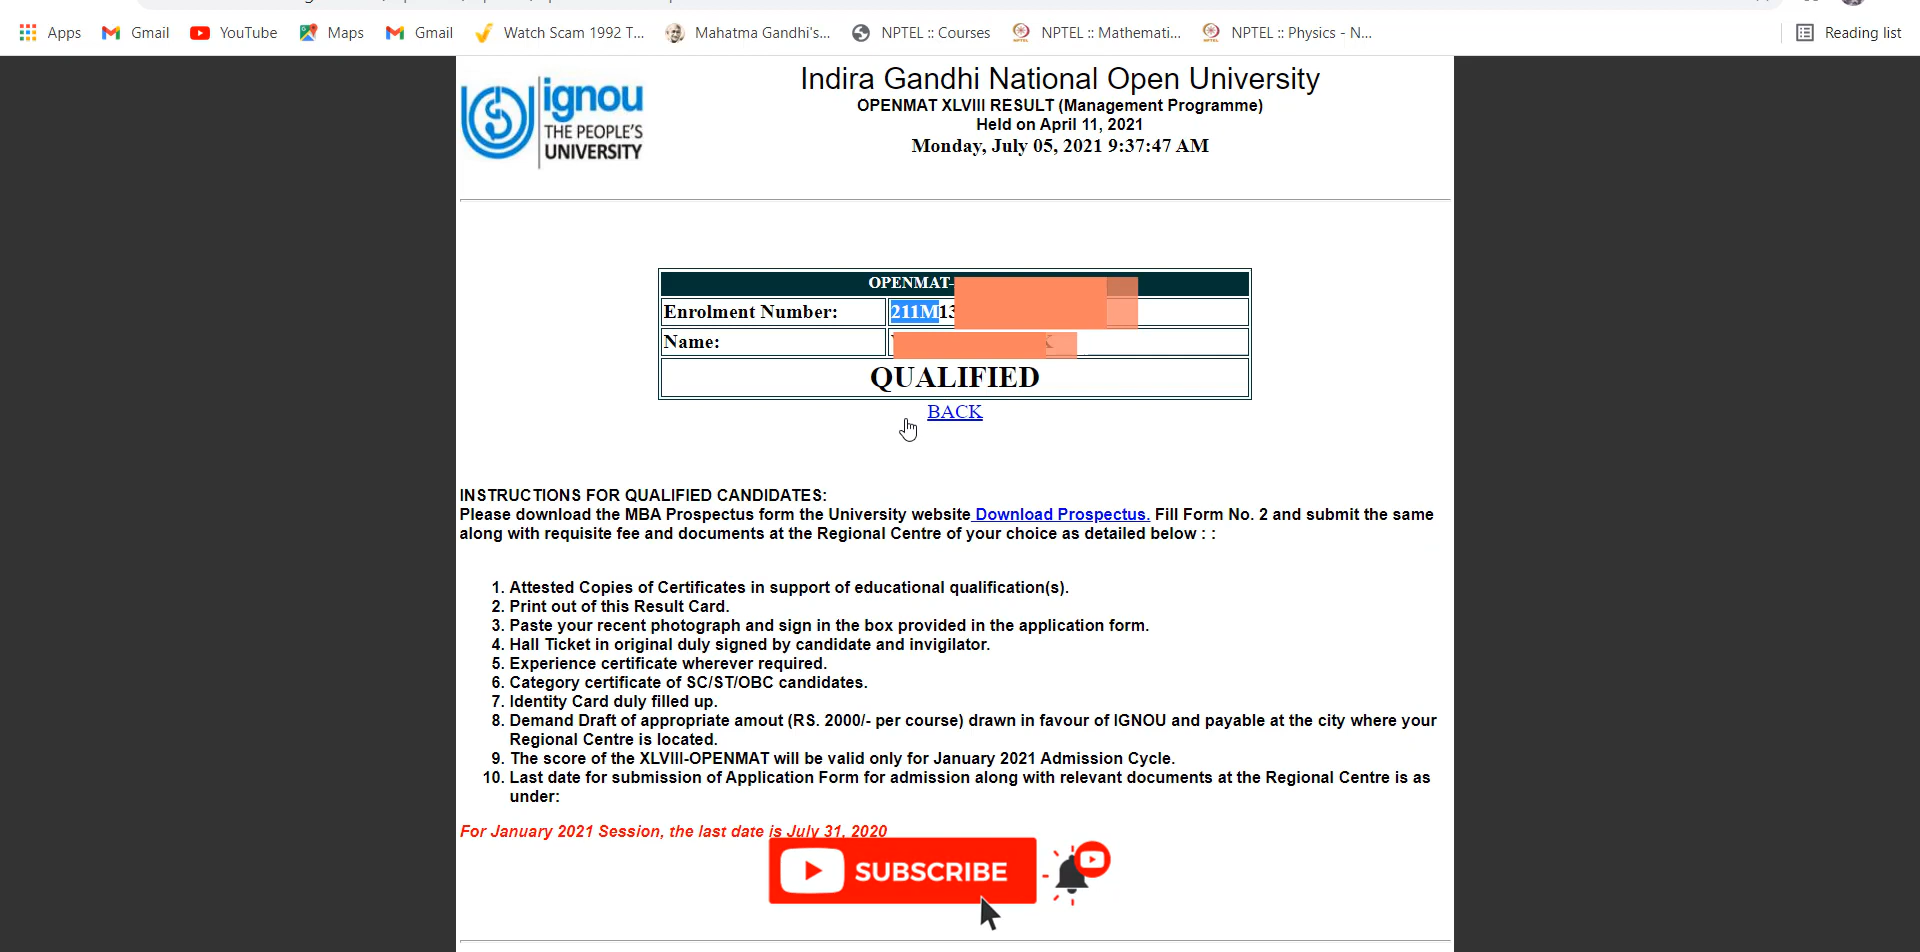 Apps Gmail YouTube Maps Gmail Watch Scam 1992 T... Mahatma Gandhi's... NPTEL :: Courses NPTEL :: Mathemati... NPTEL :: Physics - N... Reading list
ignou
THE PEOPLE'S
UNIVERSITY
Indira Gandhi National Open University
OPENMAT XLVIII RESULT (Management Programme)
Held on April 11, 2021
Monday, July 05, 2021 9:37:47 AM
OPENMAT-
Enrolment Number: 211M13
Name:
QUALIFIED
BACK
INSTRUCTIONS FOR QUALIFIED CANDIDATES:
Please download the MBA Prospectus form the University website Download Prospectus. Fill Form No. 2 and submit the same
along with requisite fee and documents at the Regional Centre of your choice as detailed below : :
1. Attested Copies of Certificates in support of educational qualification(s).
2. Print out of this Result Card.
3. Paste your recent photograph and sign in the box provided in the application form.
4. Hall Ticket in original duly signed by candidate and invigilator.
5. Experience certificate wherever required.
6. Category certificate of SC/ST/OBC candidates.
7. Identity Card duly filled up.
8. Demand Draft of appropriate amout (RS. 2000/- per course) drawn in favour of IGNOU and payable at the city where your
Regional Centre is located.
9. The score of the XLVIII-OPENMAT will be valid only for January 2021 Admission Cycle.
10. Last date for submission of Application Form for admission along with relevant documents at the Regional Centre is as
under:
For January 2021 Session, the last date is July 31, 2020
SUBSCRIBE